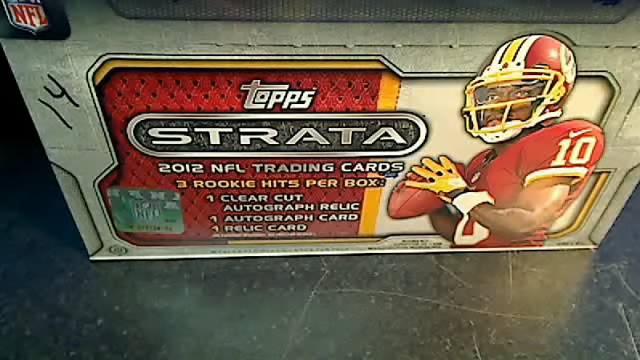 NFL
14
TOPPS
STRATA
2012 NFL TRADING CARDS
3 ROOKIE HITS PER BOX:
1 CLEAR CUT
AUTOGRAPH RELIC
1 AUTOGRAPH CARD
1 RELIC CARD
10